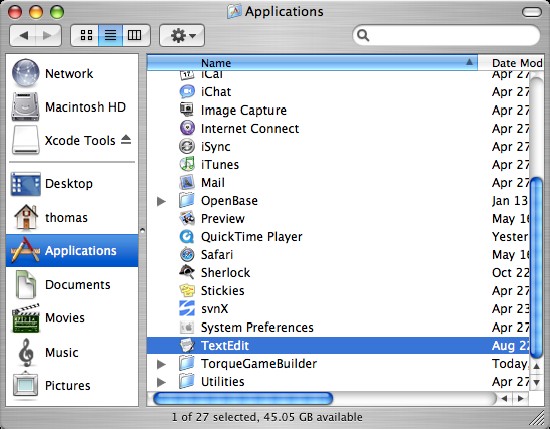 Applications
Name Date Mod
Network
Macintosh HD
Xcode Tools
Desktop
thomas
Applications
Documents
Movies
Music
Pictures
iCal Apr 27
iChat Apr 27
Image Capture Apr 27
Internet Connect Apr 27
iSync Apr 27
iTunes Apr 27
Mail Apr 27
OpenBase Jan 13
Preview May 16
QuickTime Player Yester
Safari May 16
Sherlock Oct 22
Stickies Apr 27
svnX Apr 27
System Preferences Apr 27
TextEdit Aug 22
TorqueGameBuilder Today,
Utilities Apr 27
1 of 27 selected, 45.05 GB available